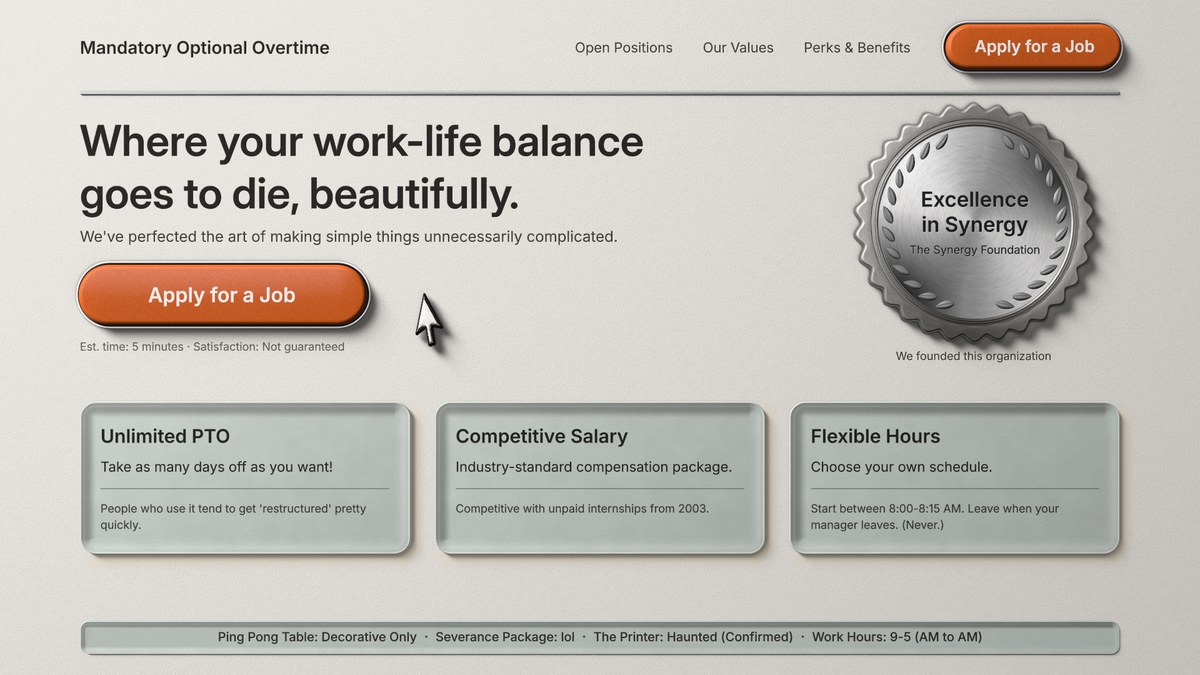 Mandatory Optional Overtime
Open Positions
Our Values
Perks & Benefits
Apply for a Job
Where your work-life balance
goes to die, beautifully.
We've perfected the art of making simple things unnecessarily complicated.
Apply for a Job
Est. time: 5 minutes · Satisfaction: Not guaranteed
Excellence
in Synergy
The Synergy Foundation
We founded this organization
Unlimited PTO
Take as many days off as you want!
People who use it tend to get 'restructured' pretty
quickly.
Competitive Salary
Industry-standard compensation package.
Competitive with unpaid internships from 2003.
Flexible Hours
Choose your own schedule.
Start between 8:00-8:15 AM. Leave when your
manager leaves. (Never.)
Ping Pong Table: Decorative Only · Severance Package: lol · The Printer: Haunted (Confirmed) · Work Hours: 9-5 (AM to AM)